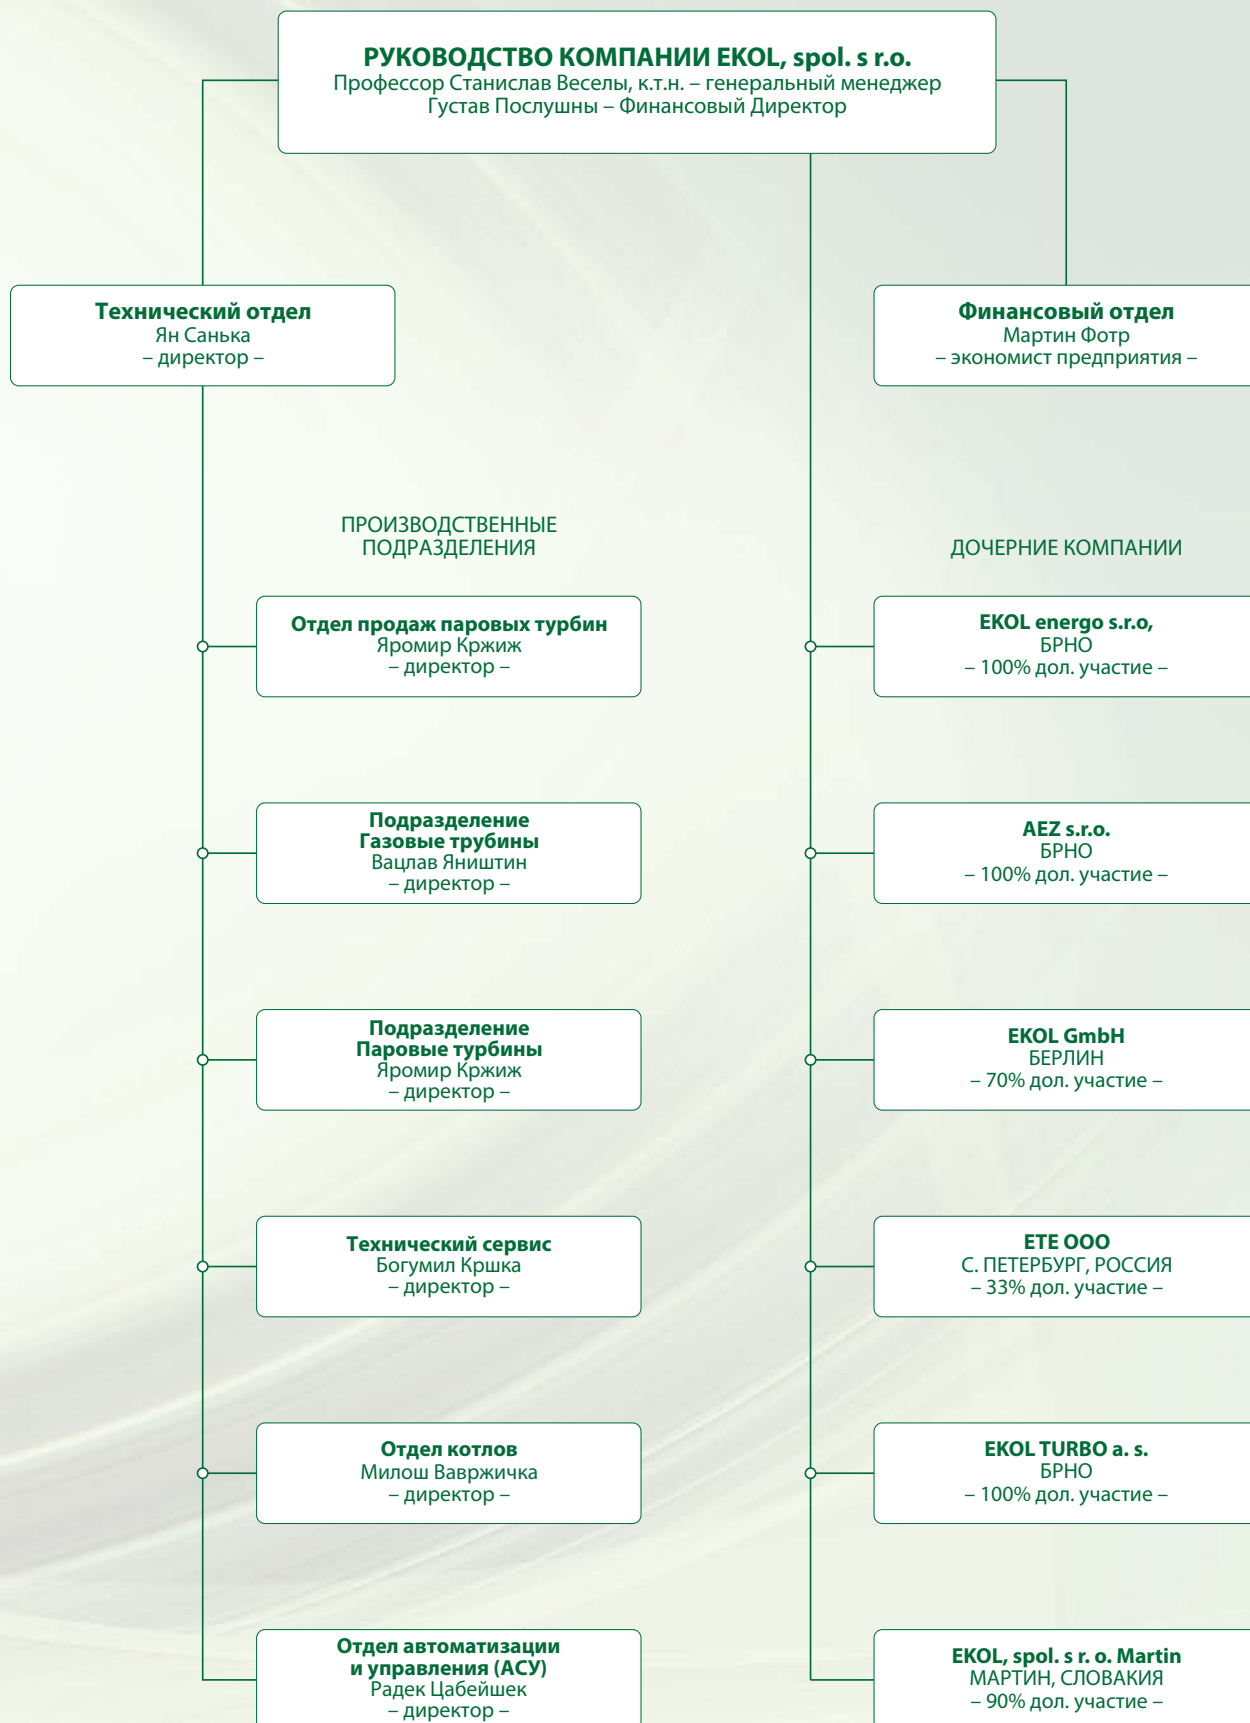 РУКОВОДСТВО КОМПАНИИ EKOL, spol. s r.o.
Профессор Станислав Веселы, к.т.н. – генеральный менеджер
Густав Послушны – Финансовый Директор
Технический отдел
Ян Санька
– директор –
Финансовый отдел
Мартин Фотр
– экономист предприятия –
ПРОИЗВОДСТВЕННЫЕ
ПОДРАЗДЕЛЕНИЯ
Отдел продаж паровых турбин
Яромир Кржиж
– директор –
Подразделение
Газовые трубины
Вацлав Яништин
– директор –
Подразделение
Паровые турбины
Яромир Кржиж
– директор –
Технический сервис
Богумил Кршка
– директор –
Отдел котлов
Милош Вавржичка
– директор –
Отдел автоматизации
и управления (АСУ)
Радек Цабейшек
– директор –
ДОЧЕРНИЕ КОМПАНИИ
EKOL energo s.r.o,
БРНО
– 100% дол. участие –
AEZ s.r.o.
БРНО
– 100% дол. участие –
EKOL GmbH
БЕРЛИН
– 70% дол. участие –
ETE OOO
С. ПЕТЕРБУРГ, РОССИЯ
– 33% дол. участие –
EKOL TURBO a. s.
БРНО
– 100% дол. участие –
EKOL, spol. s r. o. Martin
МАРТИН, СЛОВАКИЯ
– 90% дол. участие –